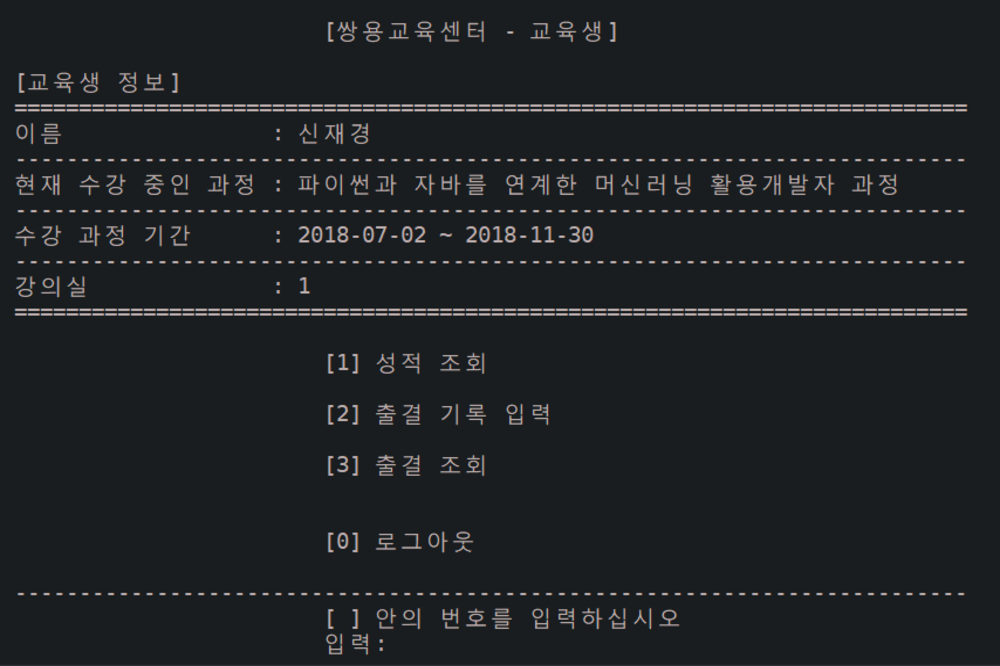 [쌍용교육센터 - 교육생]
[교육생 정보]
==========================================================================
이름 : 신재경
--------------------------------------------------------------------------
현재 수강 중인 과정 : 파이썬과 자바를 연계한 머신러닝 활용개발자 과정
--------------------------------------------------------------------------
수강 과정 기간 : 2018-07-02 ~ 2018-11-30
--------------------------------------------------------------------------
강의실 : 1
==========================================================================
[1] 성적 조회
[2] 출결 기록 입력
[3] 출결 조회
[0] 로그아웃
--------------------------------------------------------------------------
[ ] 안의 번호를 입력하십시오
입력: